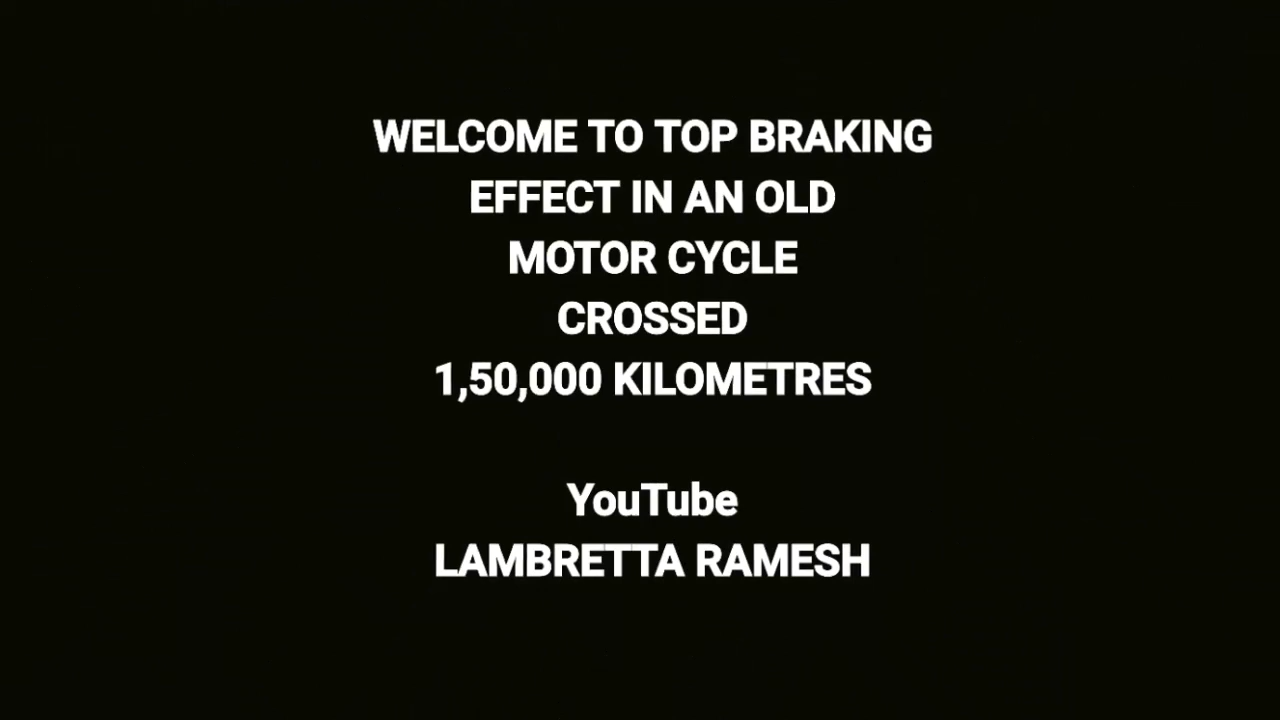 WELCOME TO TOP BRAKING
EFFECT IN AN OLD
MOTOR CYCLE
CROSSED
1,50,000 KILOMETRES
YouTube
LAMBRETTA RAMESH